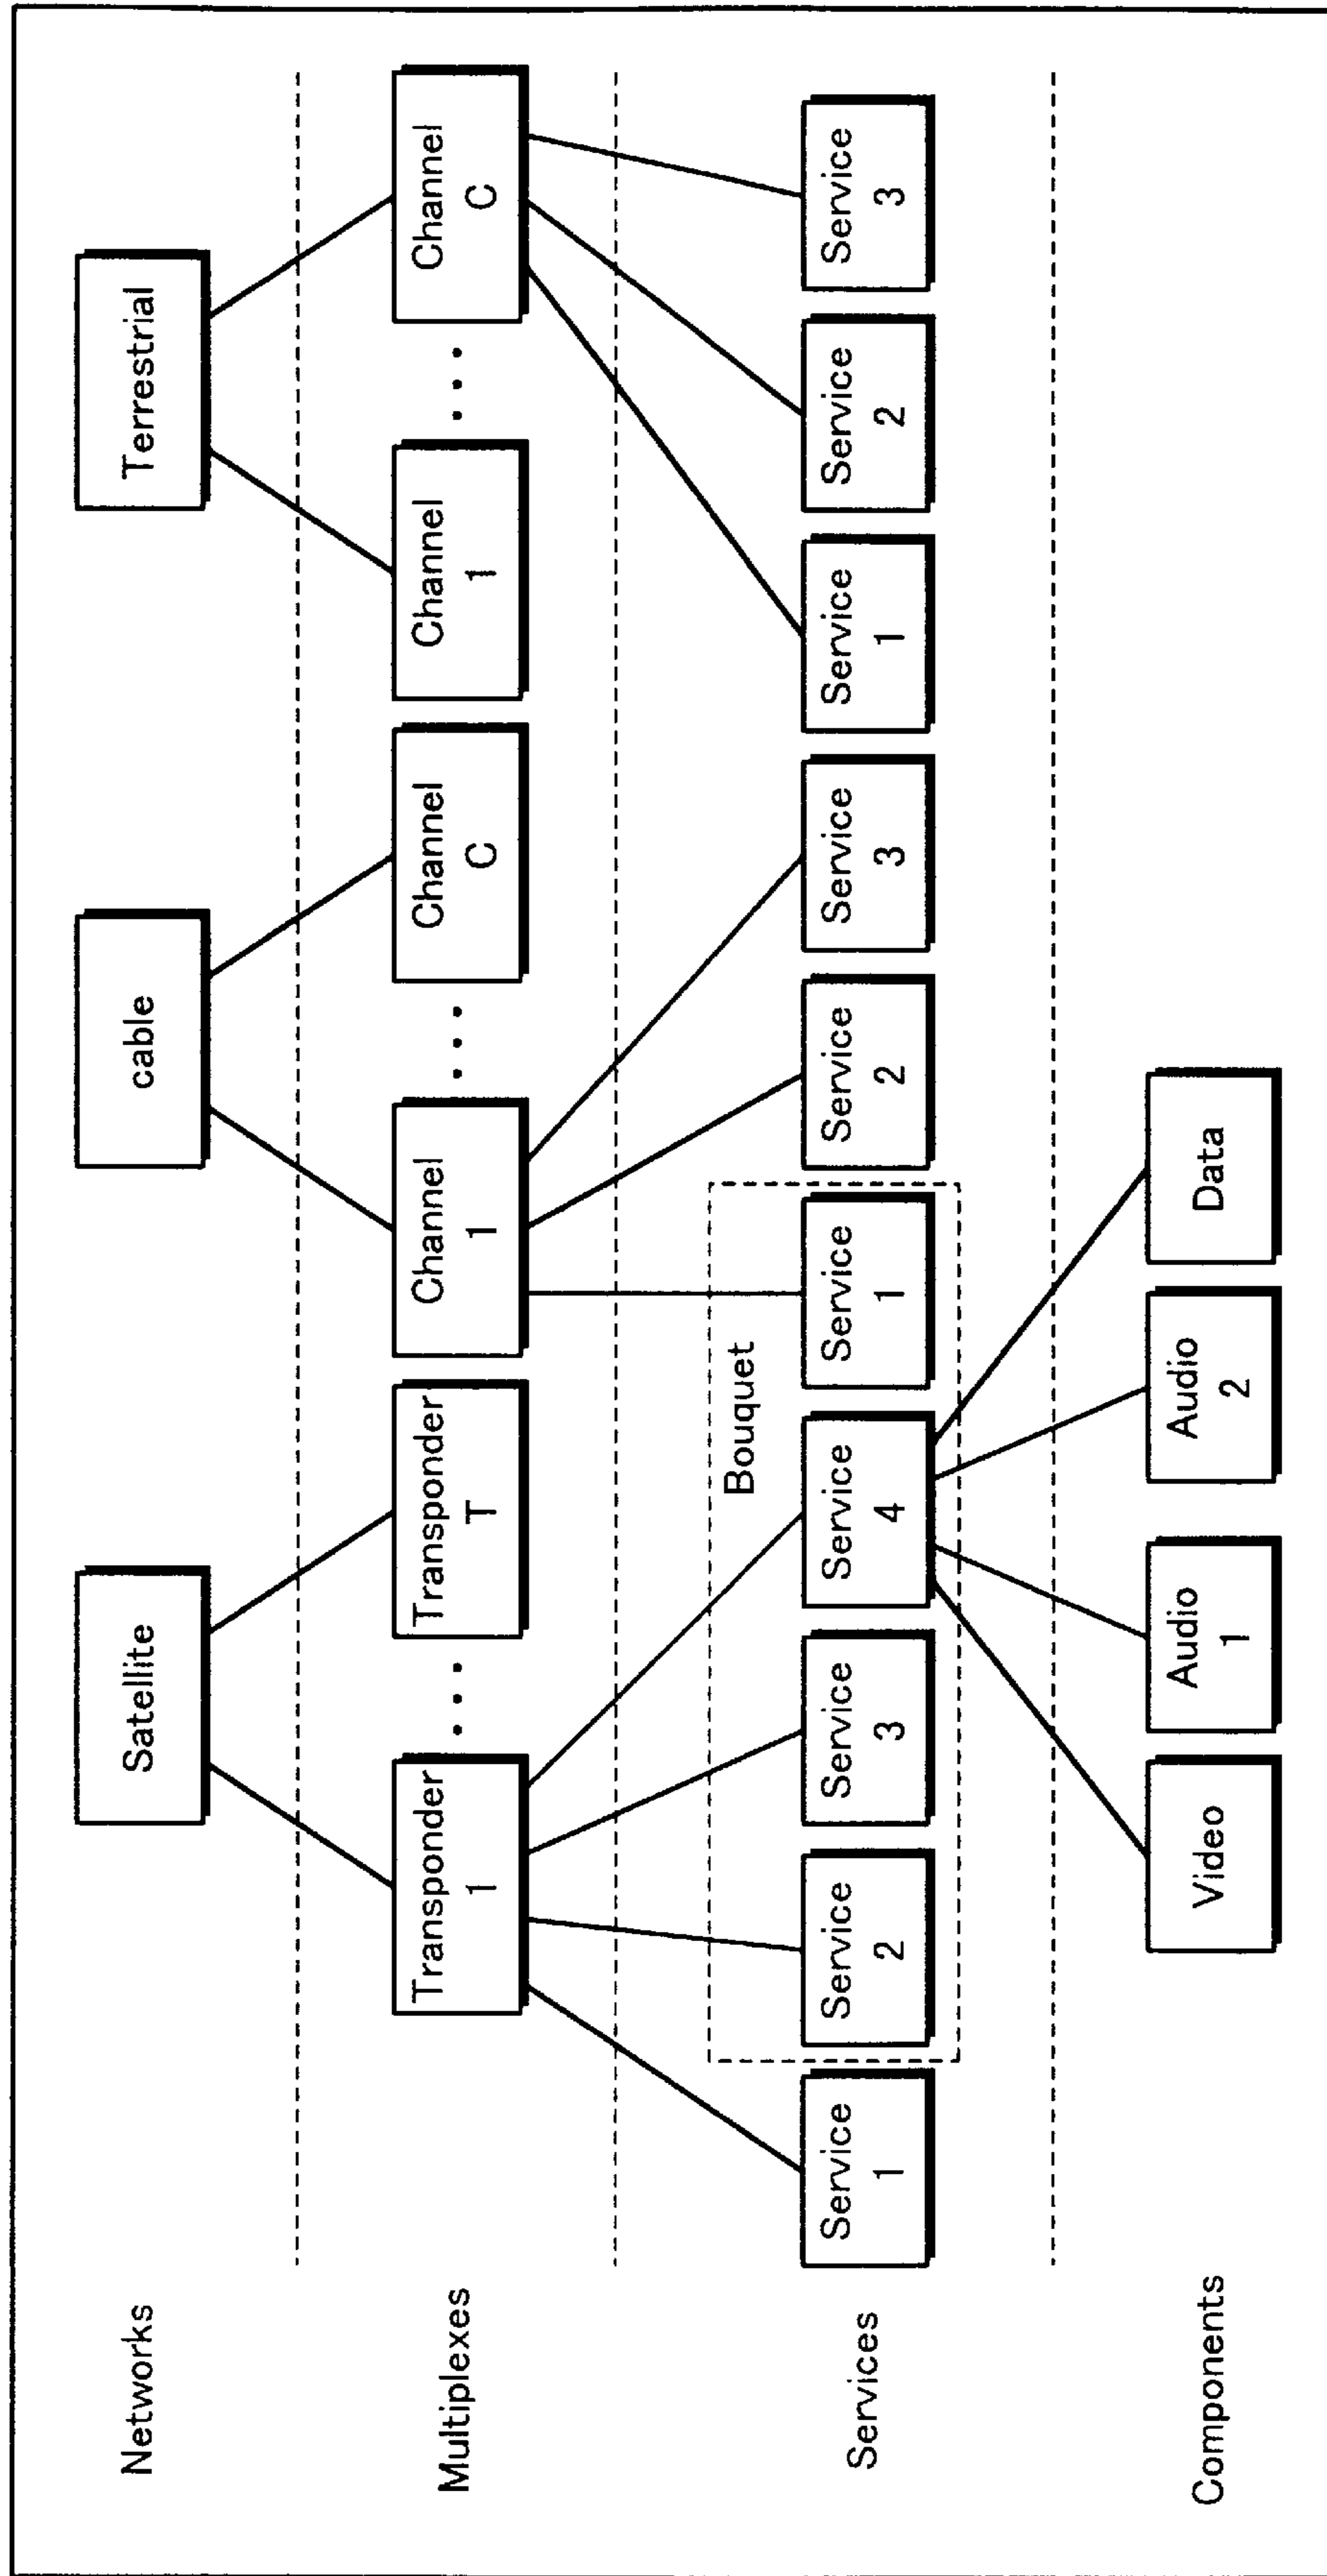 Networks
Satellite
cable
Terrestrial
Multiplexes
Transponder
1
...
Transponder
T
Channel
1
...
Channel
C
Channel
1
...
Channel
C
Services
Bouquet
Service
1
Service
2
Service
3
Service
4
Service
1
Service
2
Service
3
Service
1
Service
2
Service
3
Components
Video
Audio
1
Audio
2
Data